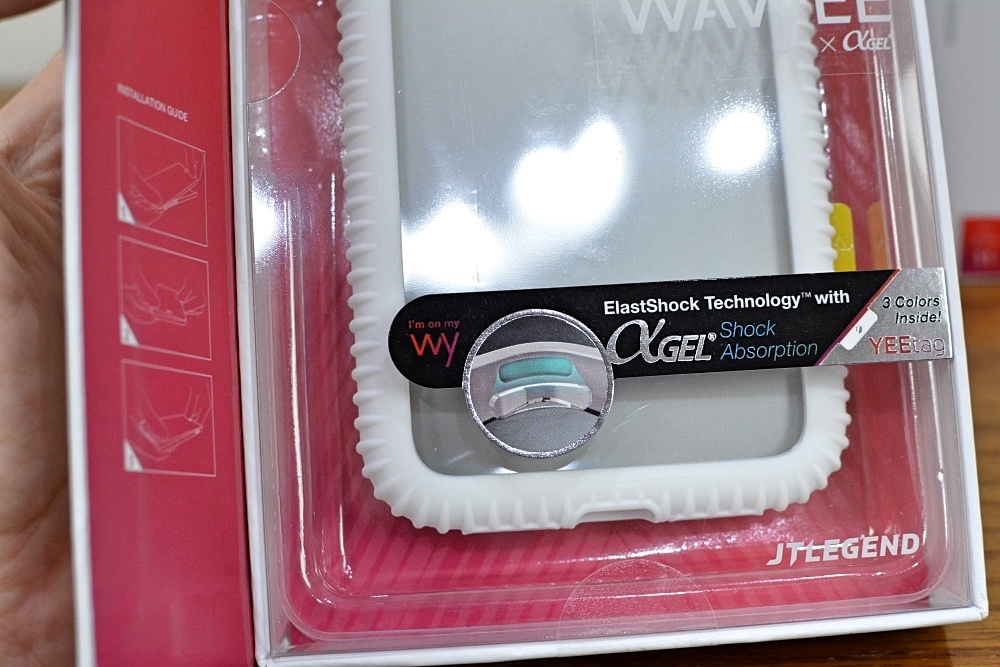 INSTALLATION GUIDE
× αGEL
I'm on my
wy
ElastShock Technology™ with
αGEL® Shock
Absorption
3 Colors
Inside!
YEEtag
JTLEGEND